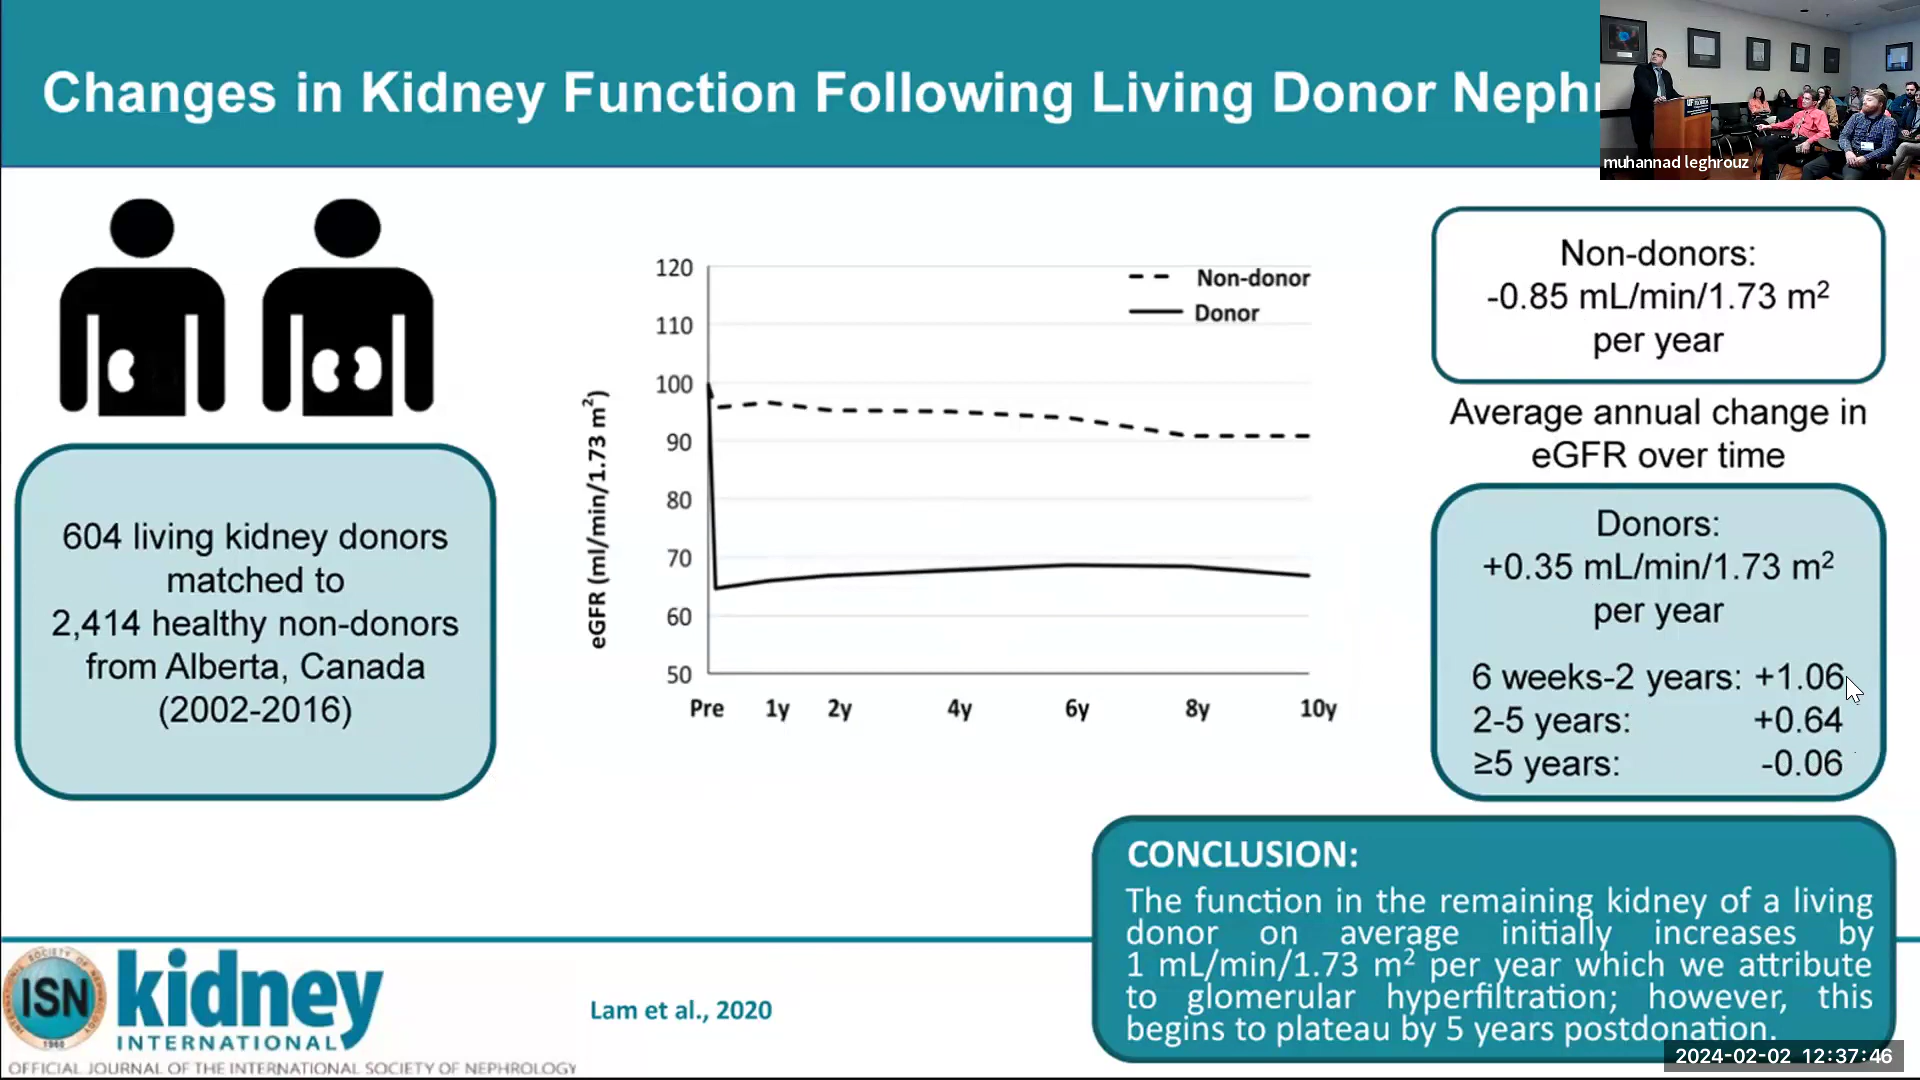 Changes in Kidney Function Following Living Donor
muhannad leghrouz
604 living kidney donors
matched to
2,414 healthy non-donors
from Alberta, Canada
(2002-2016)
eGFR (ml/min/1.73 m²)
120
110
100
90
80
70
60
50
Pre 1y 2y 4y 6y 8y 10y
Non-donor
Donor
Non-donors:
-0.85 mL/min/1.73 m²
per year
Average annual change in
eGFR over time
Donors:
+0.35 mL/min/1.73 m²
per year
6 weeks-2 years: +1.06
2-5 years: +0.64
≥5 years: -0.06
CONCLUSION:
The function in the remaining kidney of a living
donor on average initially increases by
1 mL/min/1.73 m² per year which we attribute
to glomerular hyperfiltration; however, this
begins to plateau by 5 years postdonation.
ISN
kidney
INTERNATIONAL
OFFICIAL JOURNAL OF THE INTERNATIONAL SOCIETY OF NEPHROLOGY
Lam et al., 2020
2024-02-02 12:37:46